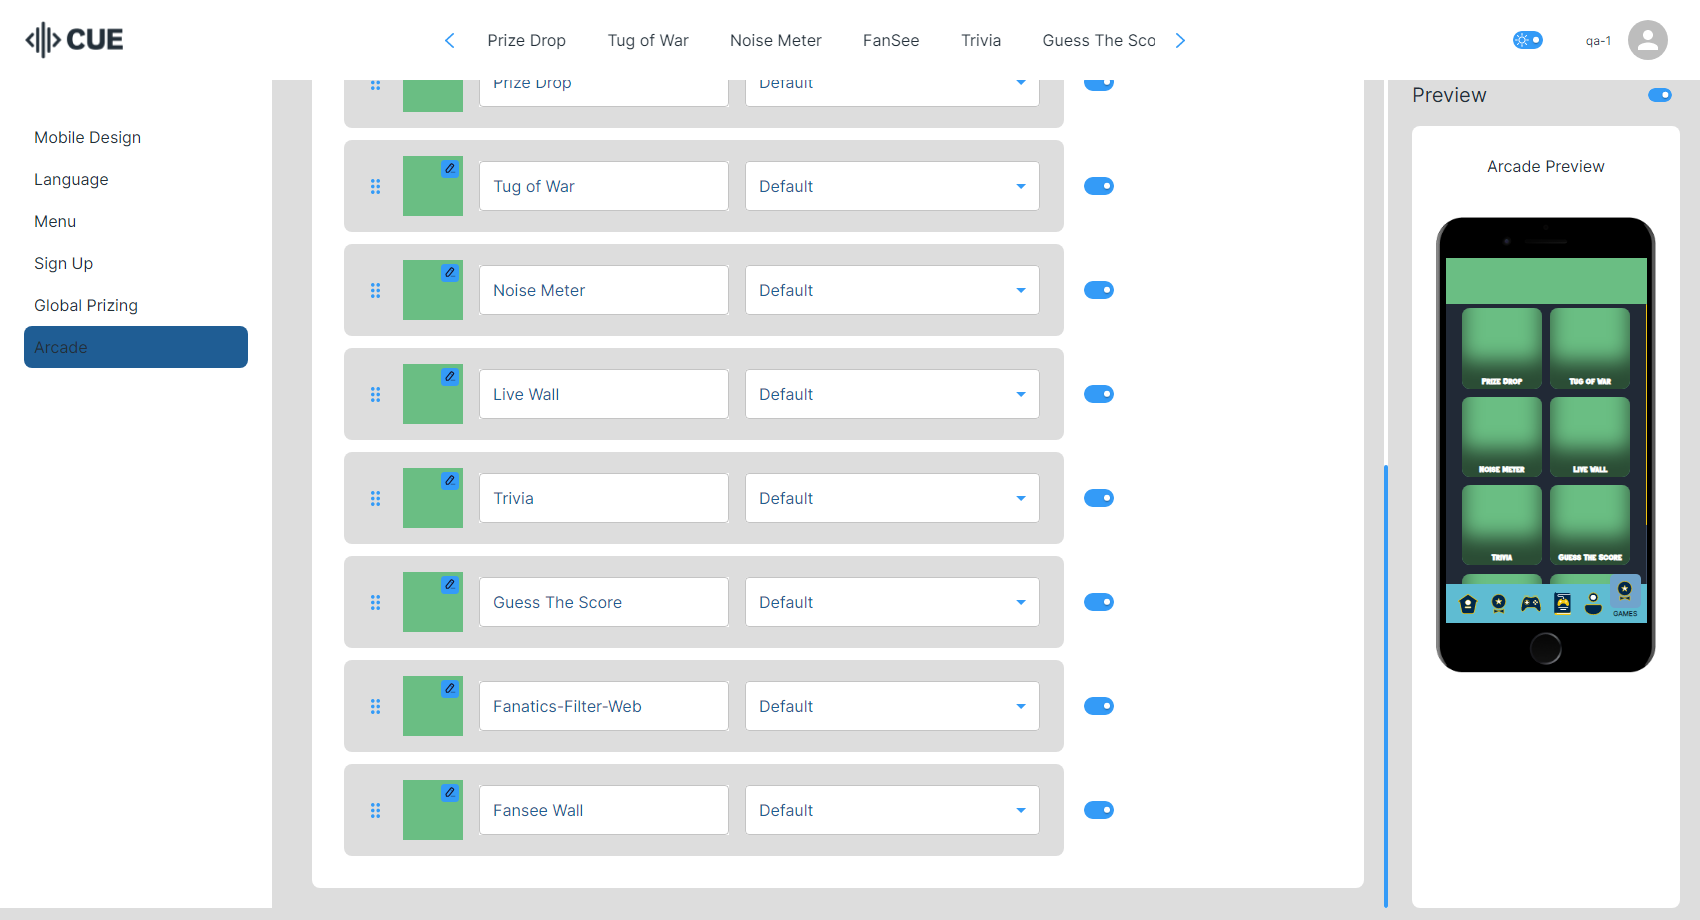 CUE
Prize Drop
Tug of War
Noise Meter
FanSee
Trivia
Guess The Sco
qa-1
Mobile Design
Language
Menu
Sign Up
Global Prizing
Arcade
Prize Drop
Default
Tug of War
Default
Noise Meter
Default
Live Wall
Default
Trivia
Default
Guess The Score
Default
Fanatics-Filter-Web
Default
Fansee Wall
Default
Preview
Arcade Preview
Prize Drop
Tug of War
Noise Meter
Live Wall
Trivia
Guess The Score
GAMES